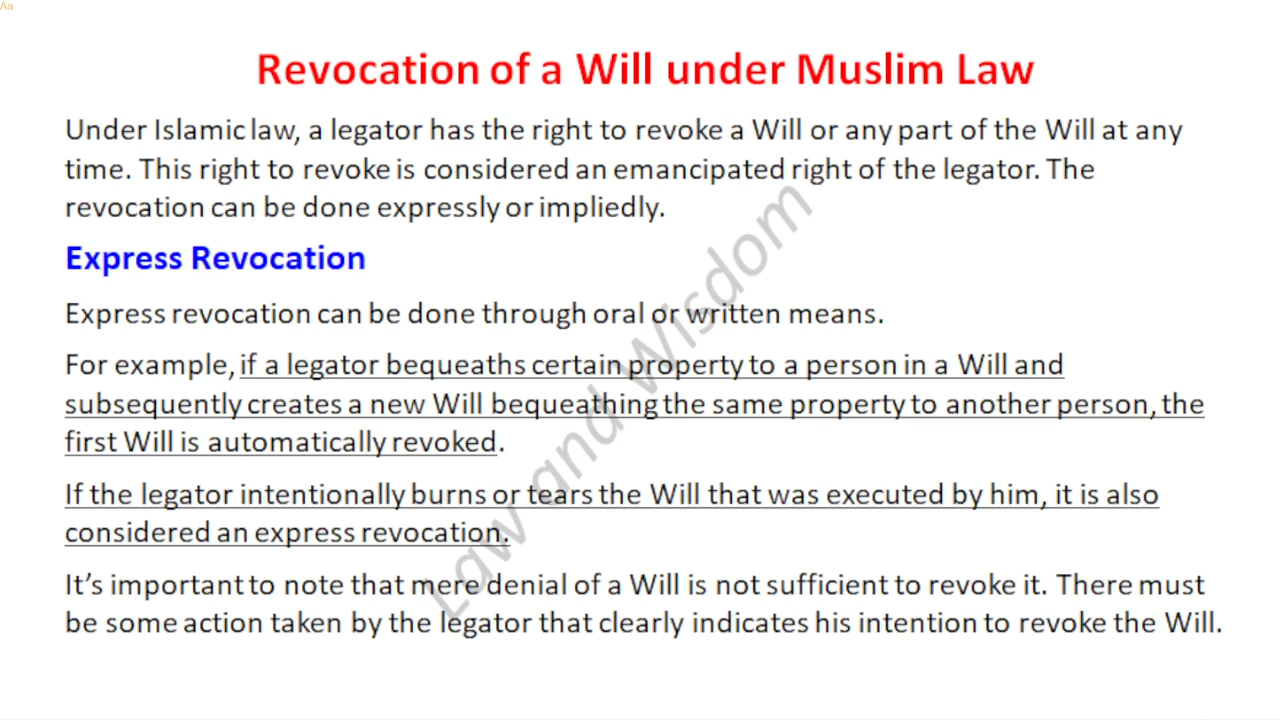 Aa
Revocation of a Will under Muslim Law
Under Islamic law, a legator has the right to revoke a Will or any part of the Will at any
time. This right to revoke is considered an emancipated right of the legator. The
revocation can be done expressly or impliedly.
Express Revocation
Express revocation can be done through oral or written means.
For example, if a legator bequeaths certain property to a person in a Will and
subsequently creates a new Will bequeathing the same property to another person, the
first Will is automatically revoked.
If the legator intentionally burns or tears the Will that was executed by him, it is also
considered an express revocation.
It’s important to note that mere denial of a Will is not sufficient to revoke it. There must
be some action taken by the legator that clearly indicates his intention to revoke the Will.
Law and Wisdom